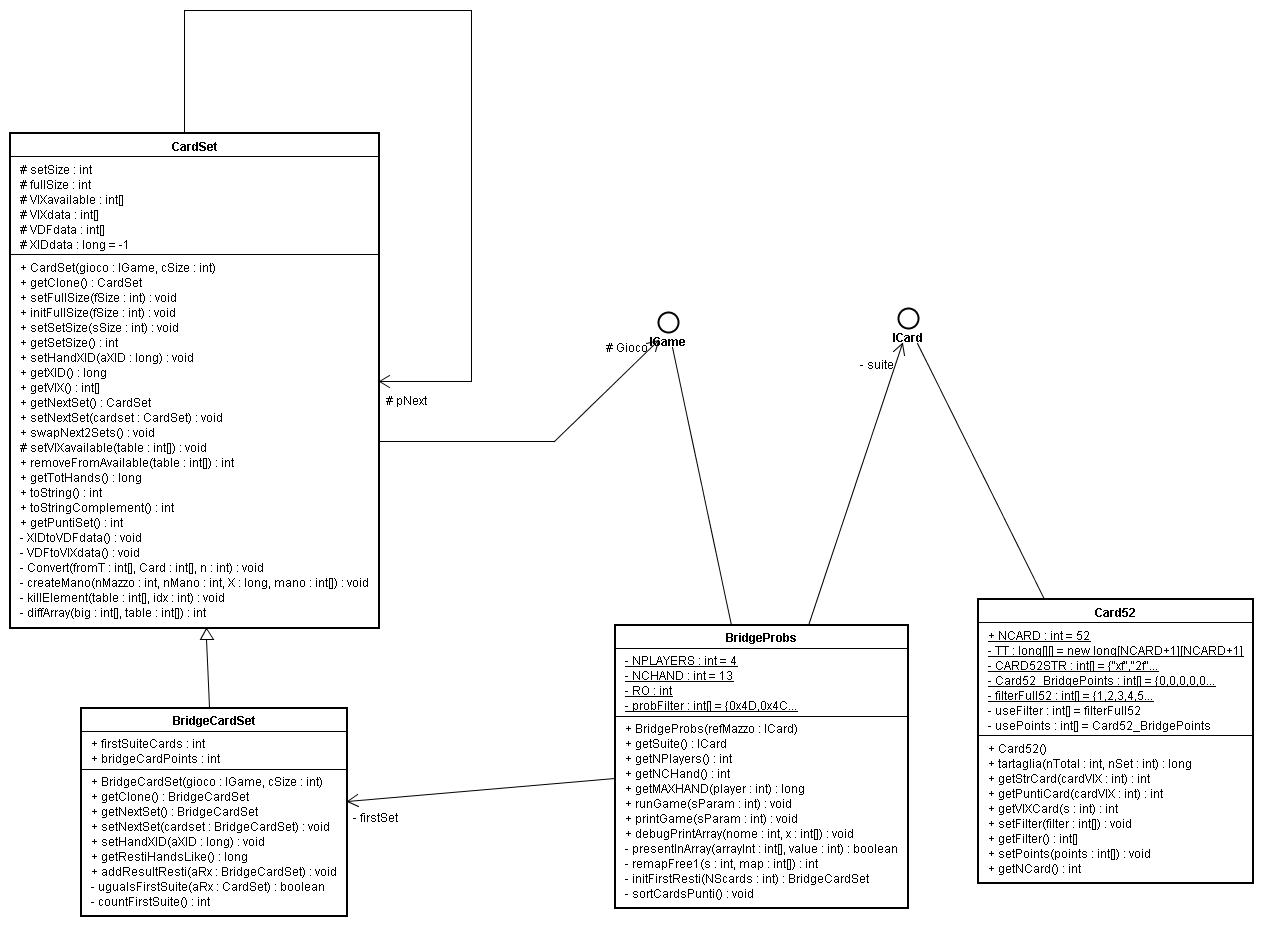 CardSet
# setSize : int
# fullSize : int
# VIXavailable : int[]
# VIXdata : int[]
# VDFdata : int[]
# XIDdata : long = -1
+ CardSet(gioco : IGame, cSize : int)
+ getClone() : CardSet
+ setFullSize(fSize : int) : void
+ initFullSize(fSize : int) : void
+ setSetSize(sSize : int) : void
+ getSetSize() : int
+ setHandXID(aXID : long) : void
+ getXID() : long
+ getVIX() : int[]
+ getNextSet() : CardSet
+ setNextSet(cardset : CardSet) : void
+ swapNext2Sets() : void
# setVIXavailable(table : int[]) : void
+ removeFromAvailable(table : int[]) : int
+ getTotHands() : long
+ toString() : int
+ toStringComplement() : int
+ getPuntiSet() : int
- XIDtoVDFdata() : void
- VDFtoVIXdata() : void
- Convert(fromT : int[], Card : int[], n : int) : void
- createMano(nMazzo : int, nMano : int, X : long, mano : int[]) : void
- killElement(table : int[], idx : int) : void
- diffArray(big : int[], table : int[]) : int
# pNext
# Gioco
IGame
ICard
- suite
BridgeCardSet
+ firstSuiteCards : int
+ bridgeCardPoints : int
+ BridgeCardSet(gioco : IGame, cSize : int)
+ getClone() : BridgeCardSet
+ getNextSet() : BridgeCardSet
+ setNextSet(cardset : BridgeCardSet) : void
+ setHandXID(aXID : long) : void
+ getRestiHandsLike() : long
+ addResultResti(aRx : BridgeCardSet) : void
- ugualsFirstSuite(aRx : CardSet) : boolean
- countFirstSuite() : int
- firstSet
BridgeProbs
- NPLAYERS : int = 4
- NCHAND : int = 13
- RO : int
- probFilter : int[] = {0x4D,0x4C...
+ BridgeProbs(refMazzo : ICard)
+ getSuite() : ICard
+ getNPlayers() : int
+ getNCHand() : int
+ getMAXHAND(player : int) : long
+ runGame(sParam : int) : void
+ printGame(sParam : int) : void
+ debugPrintArray(nome : int, x : int[]) : void
- presentInArray(arrayInt : int[], value : int) : boolean
- remapFree1(s : int, map : int[]) : int
- initFirstResti(NScards : int) : BridgeCardSet
- sortCardsPunti() : void
Card52
+ NCARD : int = 52
- TT : long[][] = new long[NCARD+1][NCARD+1]
- CARD52STR : int[] = {"xf","2f"...
- Card52_BridgePoints : int[] = {0,0,0,0,0...
- filterFull52 : int[] = {1,2,3,4,5...
- useFilter : int[] = filterFull52
- usePoints : int[] = Card52_BridgePoints
+ Card52()
+ tartaglia(nTotal : int, nSet : int) : long
+ getStrCard(cardVIX : int) : int
+ getPuntiCard(cardVIX : int) : int
+ getVIXCard(s : int) : int
+ setFilter(filter : int[]) : void
+ getFilter() : int[]
+ setPoints(points : int[]) : void
+ getNCard() : int